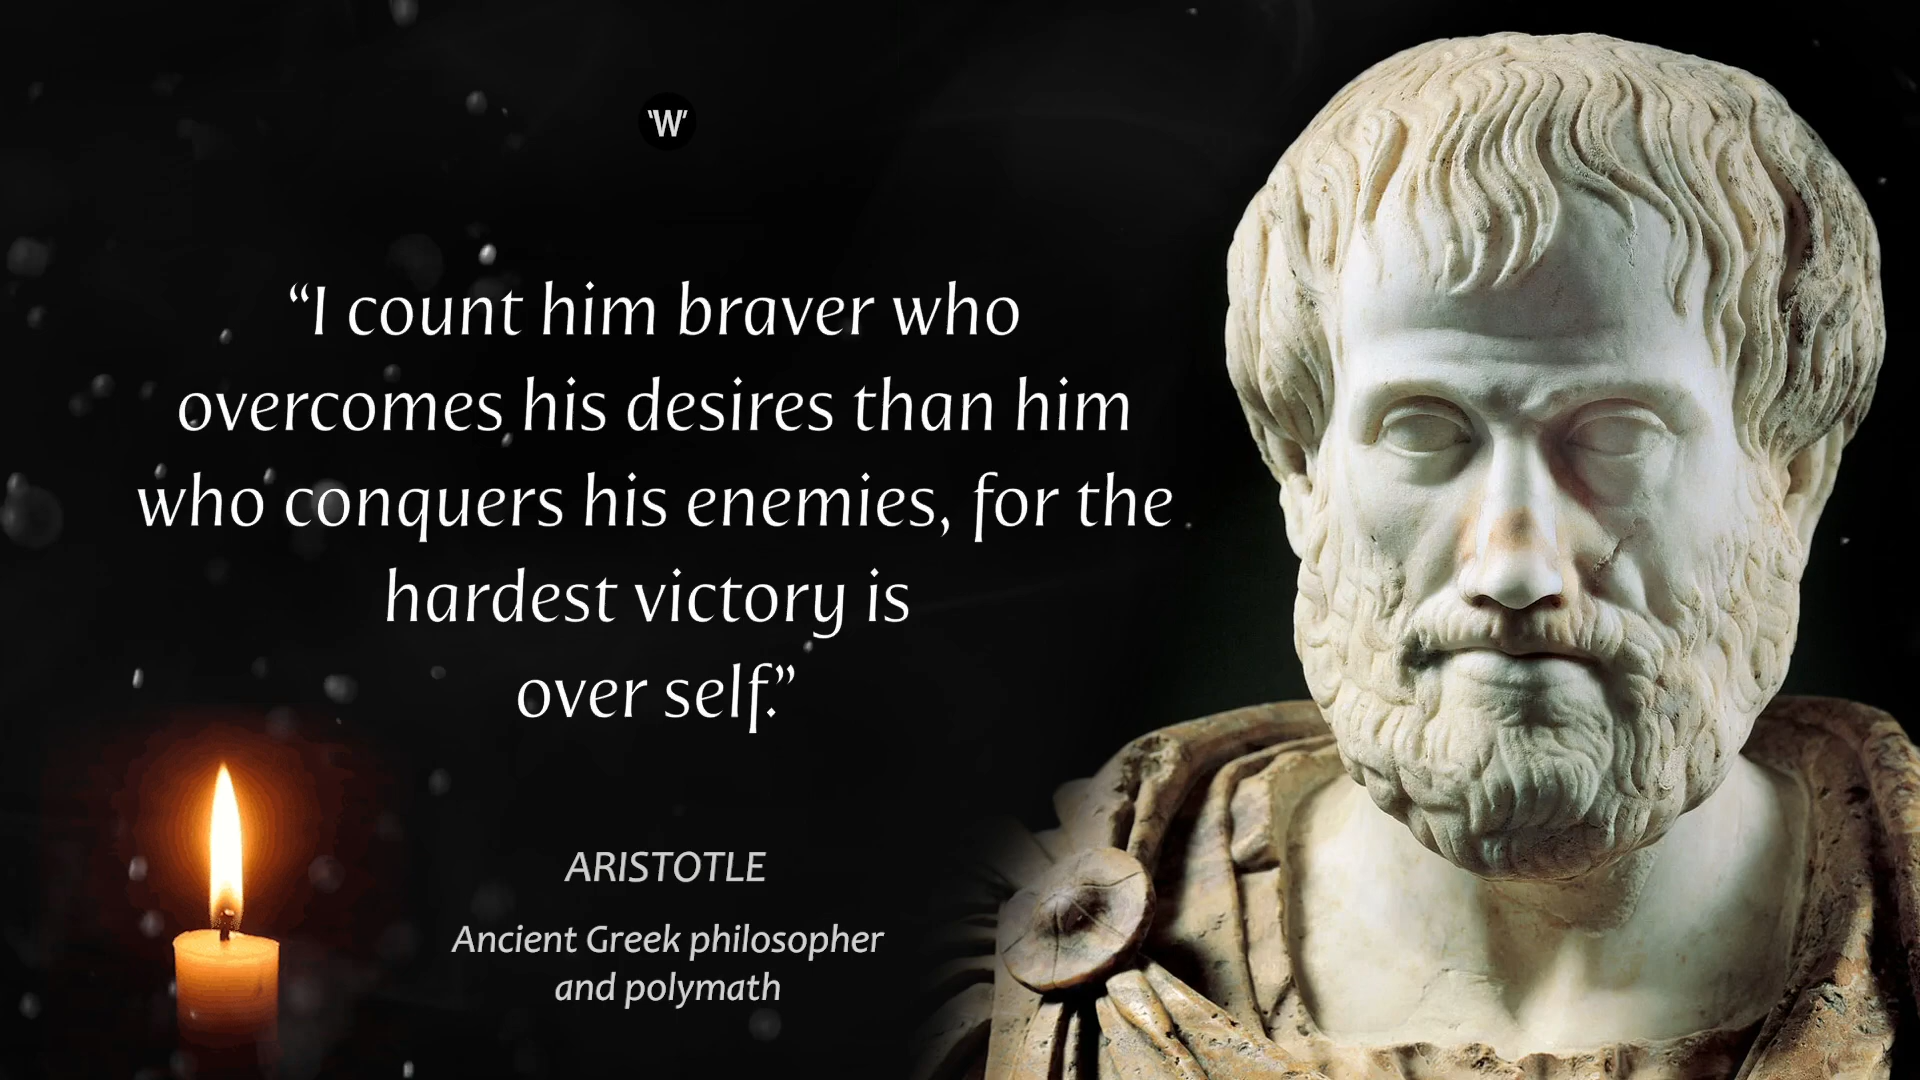 'W'
“I count him braver who
overcomes his desires than him
who conquers his enemies, for the
hardest victory is
over self.”
ARISTOTLE
Ancient Greek philosopher
and polymath